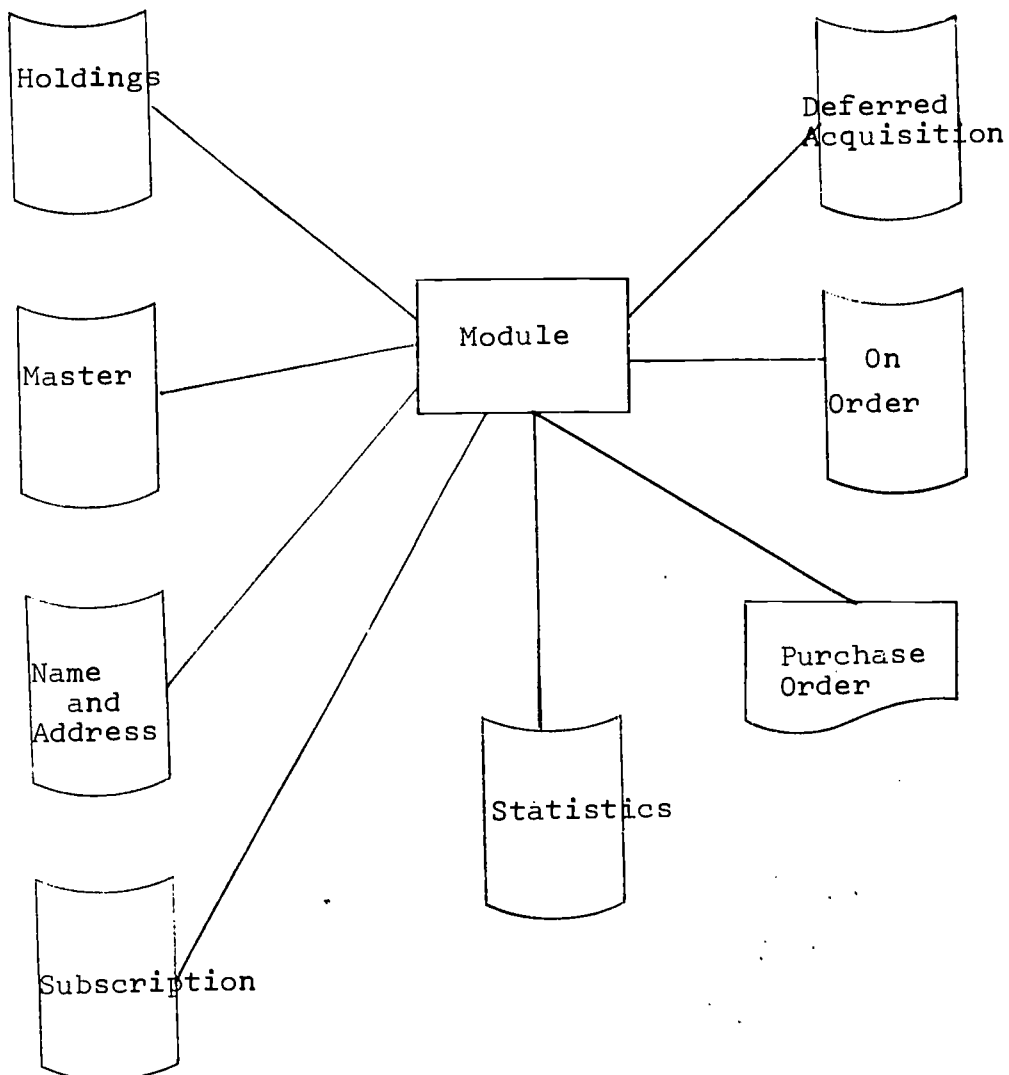 Holdings
Deferred
Acquisition
Module
Master
On
Order
Name
and
Address
Purchase
Order
Statistics
Subscription